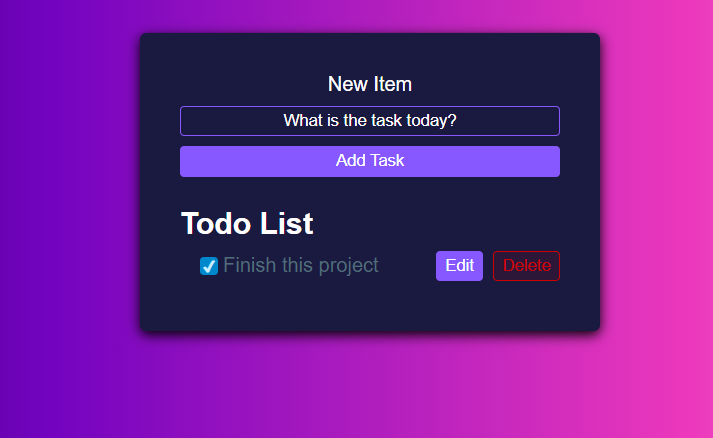 New Item
What is the task today?
Add Task
Todo List
Finish this project Edit Delete